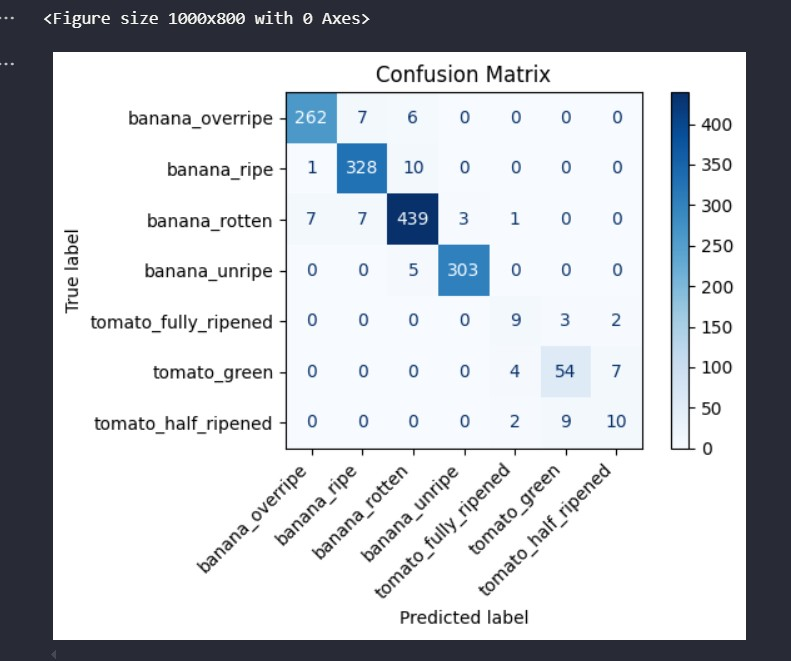 ... <Figure size 1000x800 with 0 Axes>
...
Confusion Matrix
banana_overripe 262 7 6 0 0 0 0
banana_ripe 1 328 10 0 0 0 0
banana_rotten 7 7 439 3 1 0 0
banana_unripe 0 0 5 303 0 0 0
tomato_fully_ripened 0 0 0 0 9 3 2
tomato_green 0 0 0 0 4 54 7
tomato_half_ripened 0 0 0 0 2 9 10
True label
banana_overripe
banana_ripe
banana_rotten
banana_unripe
tomato_fully_ripened
tomato_green
tomato_half_ripened
Predicted label
400
350
300
250
200
150
100
50
0